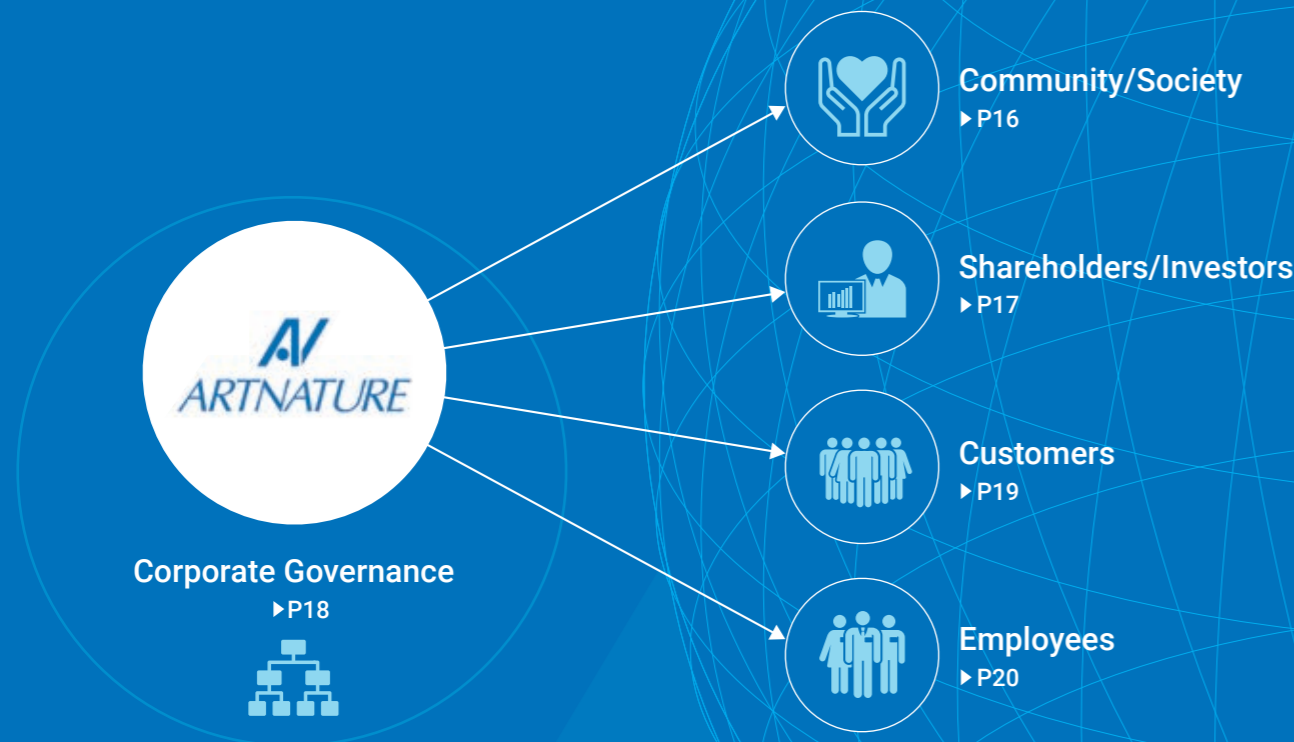 ARTNATURE
Corporate Governance
▶P18
Community/Society
▶P16
Shareholders/Investors
▶P17
Customers
▶P19
Employees
▶P20